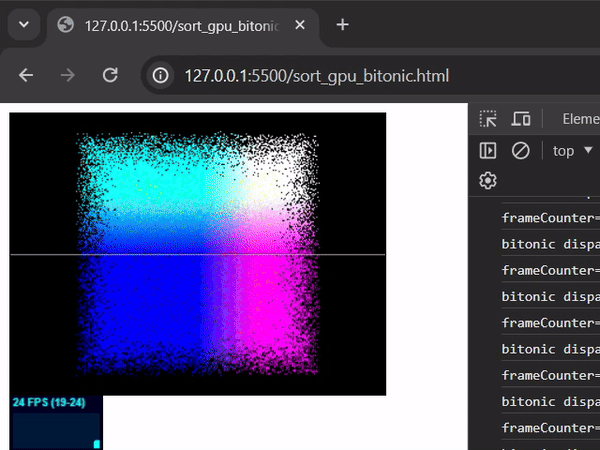 127.0.0.1:5500/sort_gpu_bitonic
127.0.0.1:5500/sort_gpu_bitonic.html
Eleme
top
frameCounter=
bitonic dispa
frameCounter=
bitonic dispa
frameCounter=
bitonic dispa
frameCounter=
bitonic dispa
frameCounter=
24 FPS (19-24)